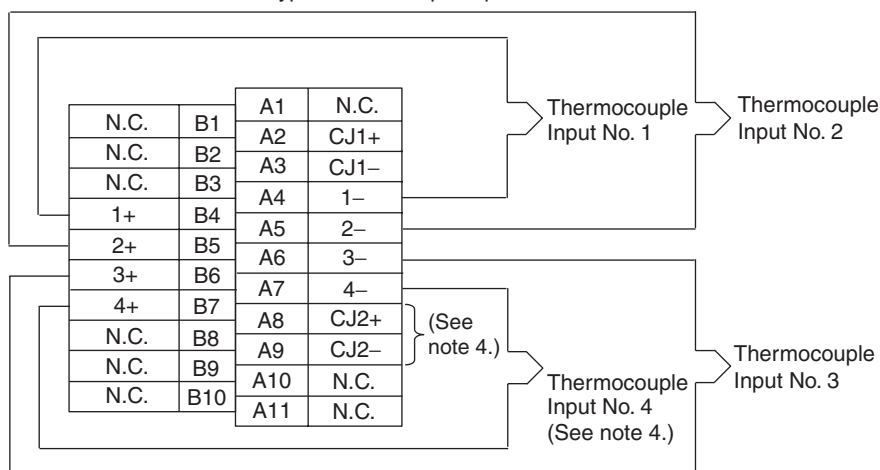 N.C. B1
N.C. B2
N.C. B3
1+ B4
2+ B5
3+ B6
4+ B7
N.C. B8
N.C. B9
N.C. B10
A1 N.C.
A2 CJ1+
A3 CJ1−
A4 1−
A5 2−
A6 3−
A7 4−
A8 CJ2+
A9 CJ2−
A10 N.C.
A11 N.C.
(See
note 4.)
Thermocouple
Input No. 1
Thermocouple
Input No. 2
Thermocouple
Input No. 4
(See note 4.)
Thermocouple
Input No. 3